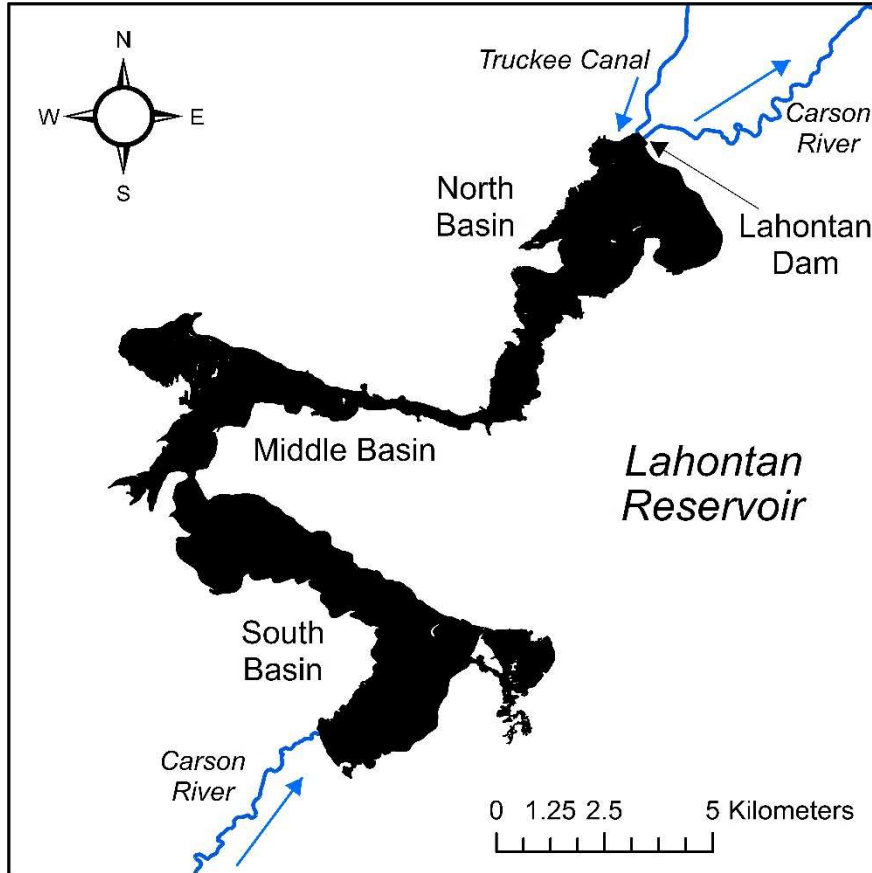 N
W
E
S
Truckee Canal
Carson
River
North
Basin
Lahontan
Dam
Middle Basin
Lahontan
Reservoir
South
Basin
Carson
River
0 1.25 2.5 5 Kilometers